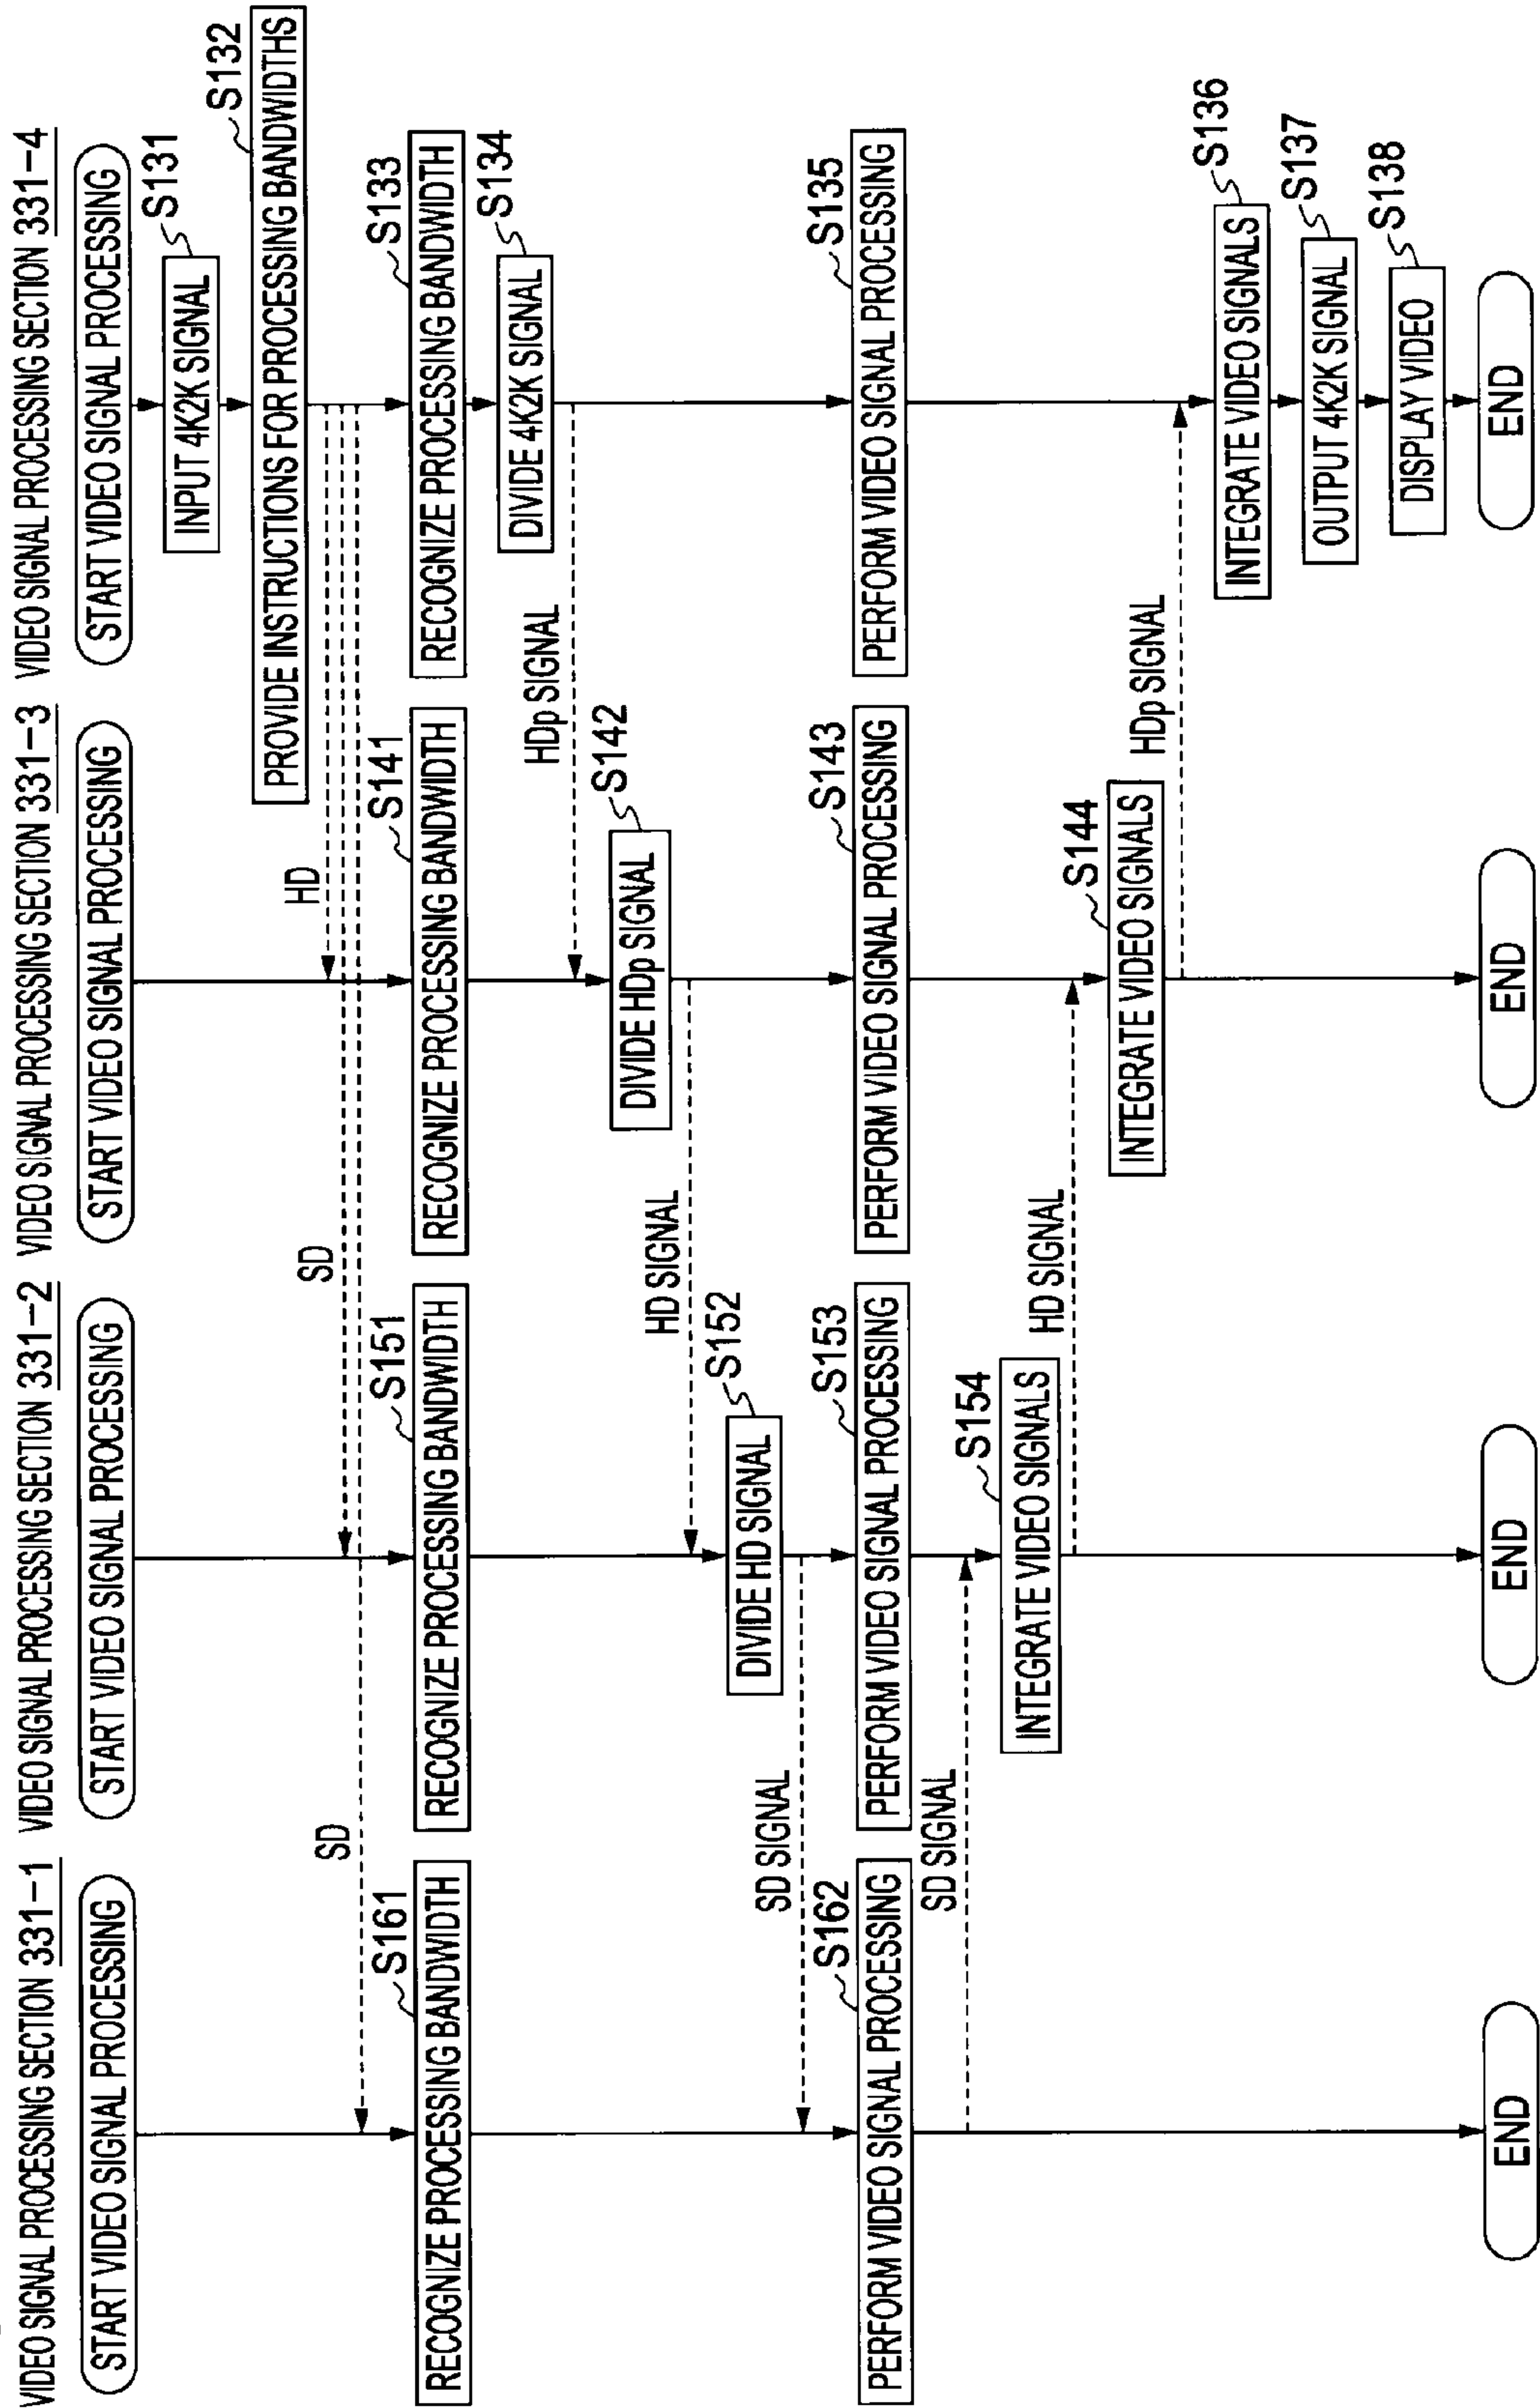 VIDEO SIGNAL PROCESSING SECTION 331-1
START VIDEO SIGNAL PROCESSING
SD
S161
RECOGNIZE PROCESSING BANDWIDTH
SD SIGNAL
S162
PERFORM VIDEO SIGNAL PROCESSING
SD SIGNAL
END
VIDEO SIGNAL PROCESSING SECTION 331-2
START VIDEO SIGNAL PROCESSING
SD
S151
RECOGNIZE PROCESSING BANDWIDTH
HD SIGNAL
S152
DIVIDE HD SIGNAL
S153
PERFORM VIDEO SIGNAL PROCESSING
S154
INTEGRATE VIDEO SIGNALS
HD SIGNAL
END
VIDEO SIGNAL PROCESSING SECTION 331-3
START VIDEO SIGNAL PROCESSING
HD
S141
RECOGNIZE PROCESSING BANDWIDTH
HDp SIGNAL
S142
DIVIDE HDp SIGNAL
S143
PERFORM VIDEO SIGNAL PROCESSING
S144
INTEGRATE VIDEO SIGNALS
HDp SIGNAL
END
VIDEO SIGNAL PROCESSING SECTION 331-4
START VIDEO SIGNAL PROCESSING
S131
INPUT 4K2K SIGNAL
S132
PROVIDE INSTRUCTIONS FOR PROCESSING BANDWIDTHS
S133
RECOGNIZE PROCESSING BANDWIDTH
S134
DIVIDE 4K2K SIGNAL
S135
PERFORM VIDEO SIGNAL PROCESSING
S136
INTEGRATE VIDEO SIGNALS
S137
OUTPUT 4K2K SIGNAL
S138
DISPLAY VIDEO
END